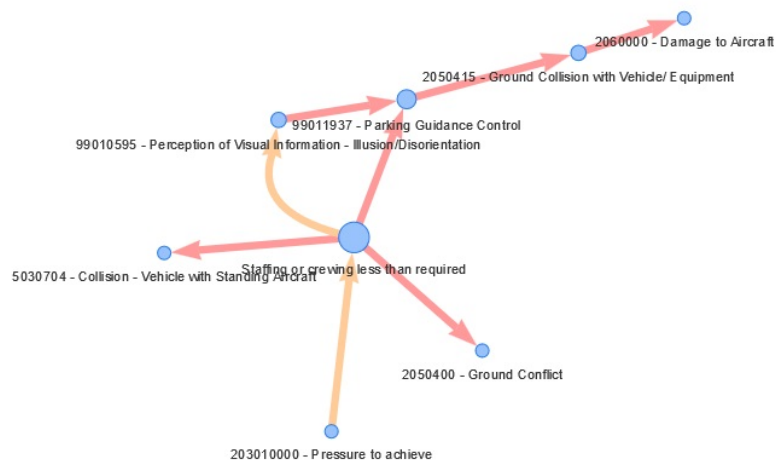 2060000 - Damage to Aircraft
2050415 - Ground Collision with Vehicle/ Equipment
99011937 - Parking Guidance Control
99010595 - Perception of Visual Information - Illusion/Disorientation
Staffing or crewing less than required
5030704 - Collision - Vehicle with Standing Aircraft
2050400 - Ground Conflict
203010000 - Pressure to achieve